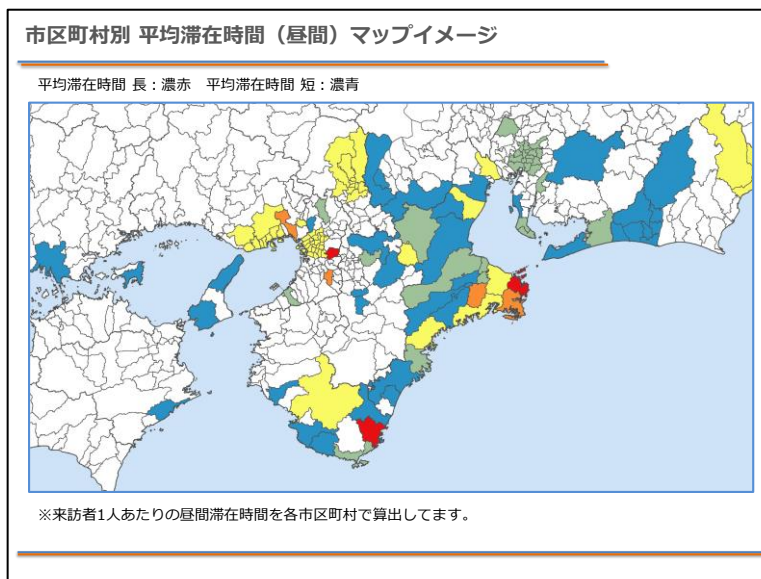 市区町村別 平均滞在時間（昼間）マップイメージ
平均滞在時間 長：濃赤　平均滞在時間 短：濃青
※来訪者1人あたりの昼間滞在時間を各市区町村で算出してます。